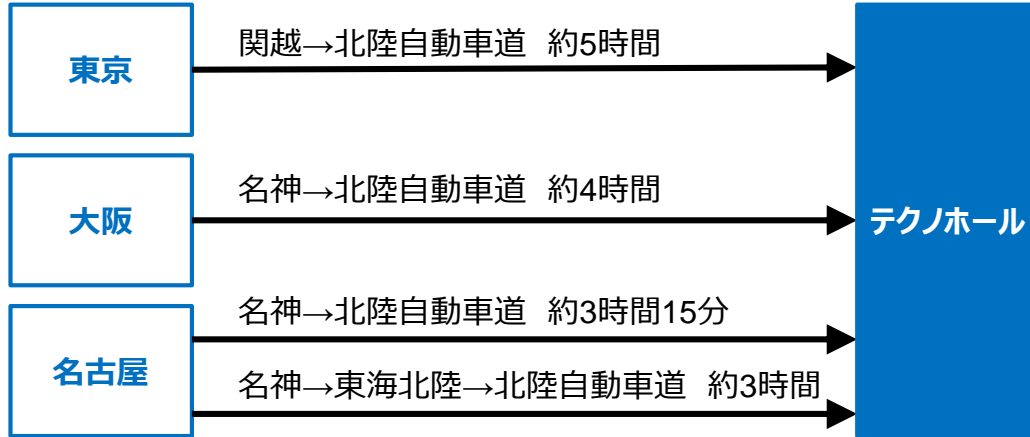 東京
関越→北陸自動車道 約5時間
大阪
名神→北陸自動車道 約4時間
テクノホール
名古屋
名神→北陸自動車道 約3時間15分
名神→東海北陸→北陸自動車道 約3時間